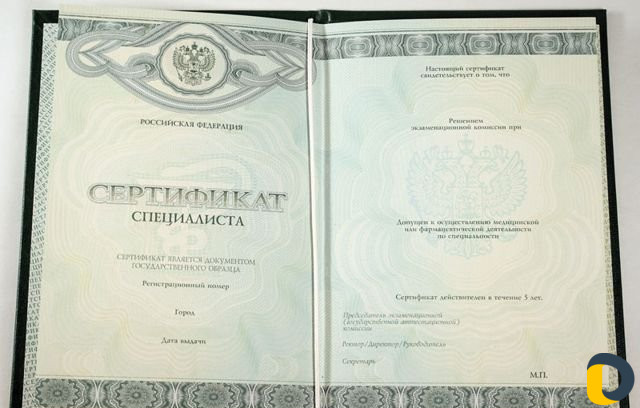 РОССИЙСКАЯ ФЕДЕРАЦИЯ
СЕРТИФИКАТ
СПЕЦИАЛИСТА
СЕРТИФИКАТ ЯВЛЯЕТСЯ ДОКУМЕНТОМ
ГОСУДАРСТВЕННОГО ОБРАЗЦА
Регистрационный номер
Город
Дата выдачи
Настоящий сертификат
свидетельствует о том, что
Решением
экзаменационной комиссии при
Допущен к осуществлению медицинской
или фармацевтической деятельности
по специальности
Сертификат действителен в течение 5 лет.
Председатель экзаменационной
(государственной аттестационной)
комиссии
Ректор/Директор/Руководитель
Секретарь
М.П.